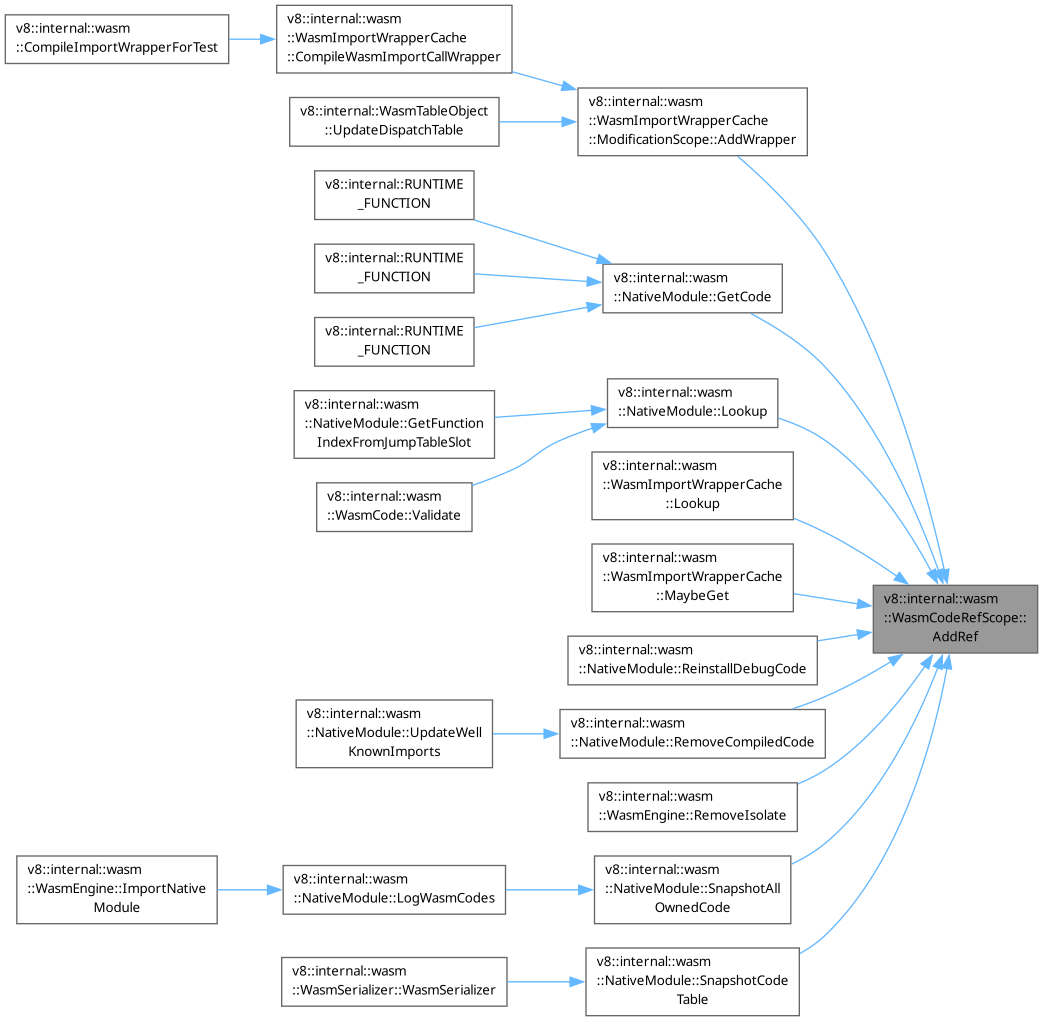 v8::internal::wasm
::CompileImportWrapperForTest
v8::internal::wasm
::WasmImportWrapperCache
::CompileWasmImportCallWrapper
v8::internal::WasmTableObject
::UpdateDispatchTable
v8::internal::wasm
::WasmImportWrapperCache
::ModificationScope::AddWrapper
v8::internal::RUNTIME
_FUNCTION
v8::internal::RUNTIME
_FUNCTION
v8::internal::RUNTIME
_FUNCTION
v8::internal::wasm
::NativeModule::GetCode
v8::internal::wasm
::NativeModule::GetFunction
IndexFromJumpTableSlot
v8::internal::wasm
::WasmCode::Validate
v8::internal::wasm
::NativeModule::Lookup
v8::internal::wasm
::WasmImportWrapperCache
::Lookup
v8::internal::wasm
::WasmImportWrapperCache
::MaybeGet
v8::internal::wasm
::WasmCodeRefScope::
AddRef
v8::internal::wasm
::NativeModule::ReinstallDebugCode
v8::internal::wasm
::NativeModule::UpdateWell
KnownImports
v8::internal::wasm
::NativeModule::RemoveCompiledCode
v8::internal::wasm
::WasmEngine::RemoveIsolate
v8::internal::wasm
::WasmEngine::ImportNative
Module
v8::internal::wasm
::NativeModule::LogWasmCodes
v8::internal::wasm
::NativeModule::SnapshotAll
OwnedCode
v8::internal::wasm
::WasmSerializer::WasmSerializer
v8::internal::wasm
::NativeModule::SnapshotCode
Table